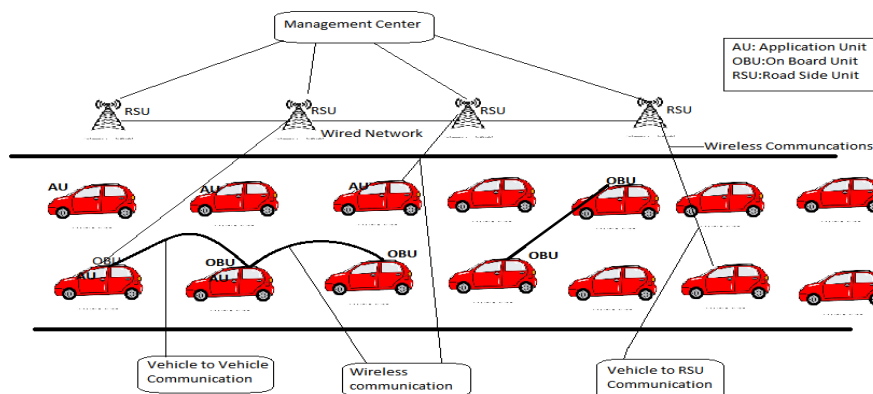 Management Center
AU: Application Unit
OBU:On Board Unit
RSU:Road Side Unit
RSU
RSU
RSU
RSU
Wired Network
Wireless Communcations
AU
AU
AU
OBU
OBU
AU
OBU
AU
OBU
OBU
Vehicle to Vehicle
Communication
Wireless
communication
Vehicle to RSU
Communication